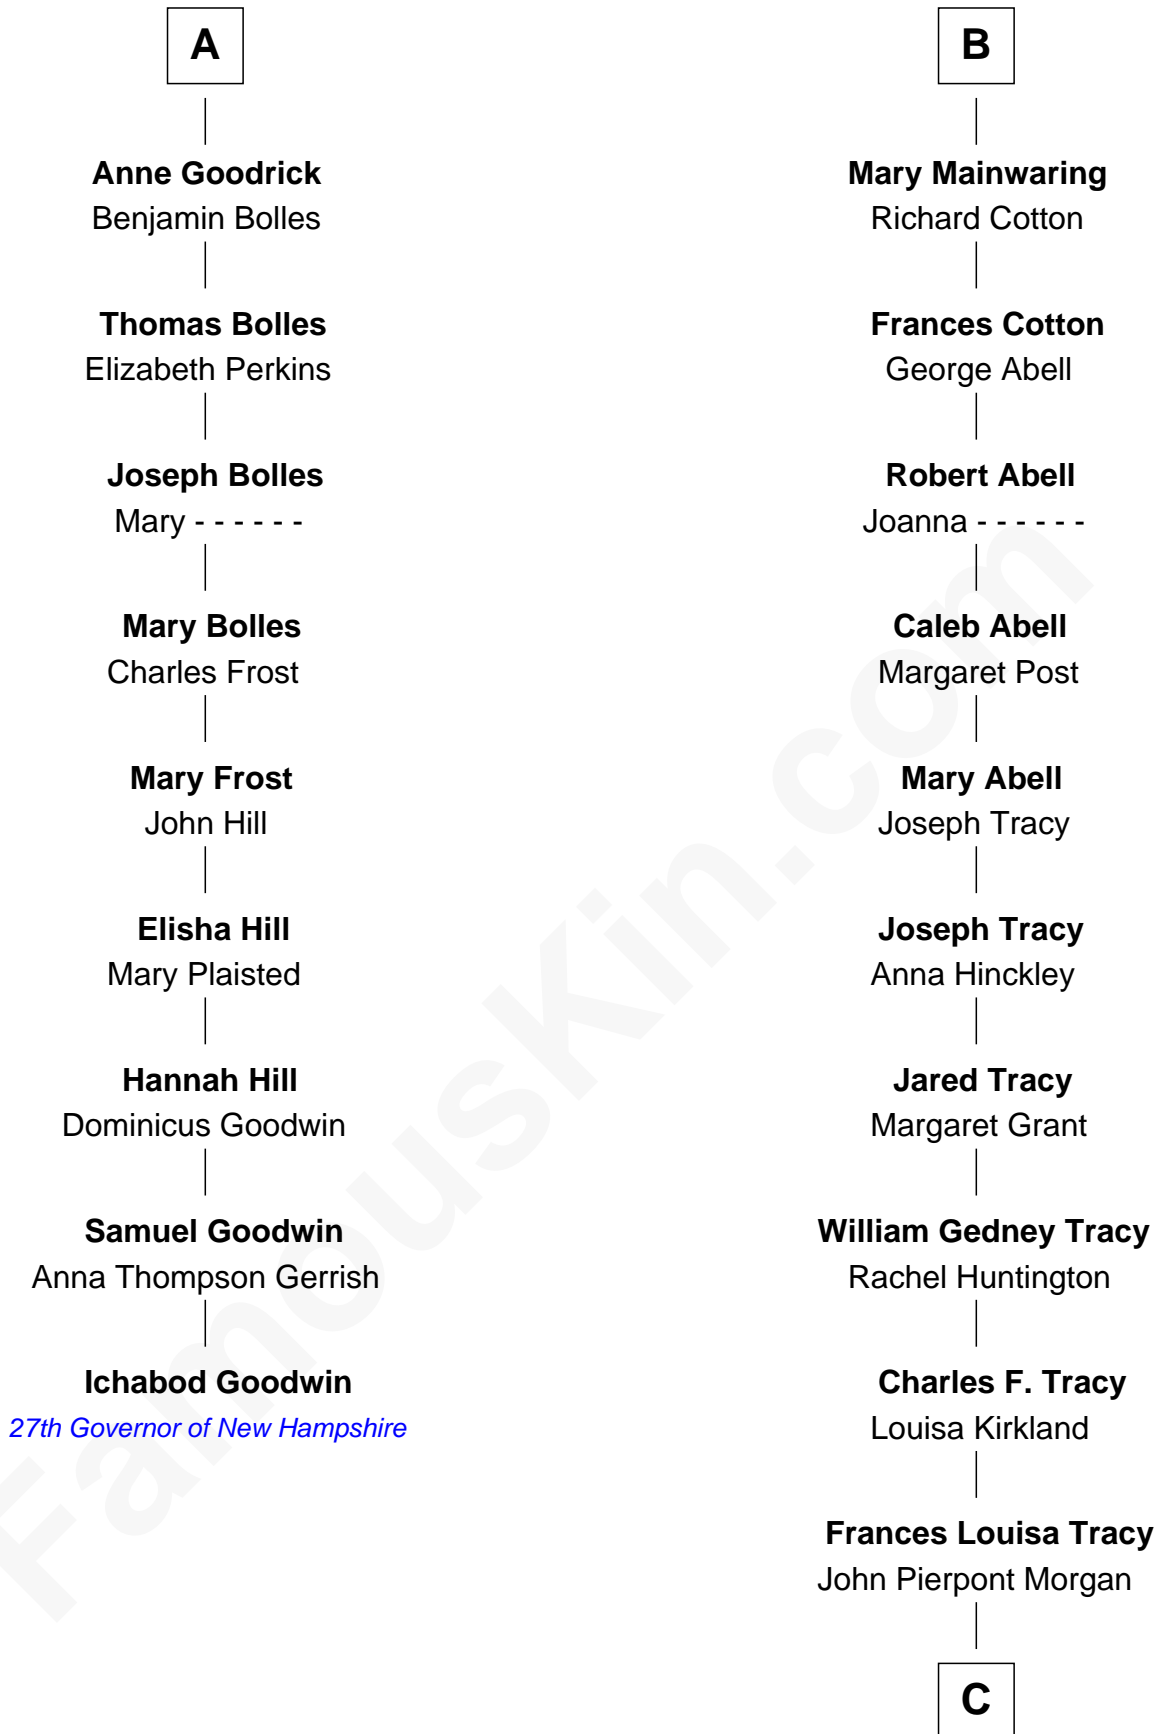 A
Anne Goodrick
Benjamin Bolles
Thomas Bolles
Elizabeth Perkins
Joseph Bolles
Mary - - - - - -
Mary Bolles
Charles Frost
Mary Frost
John Hill
Elisha Hill
Mary Plaisted
Hannah Hill
Dominicus Goodwin
Samuel Goodwin
Anna Thompson Gerrish
Ichabod Goodwin
27th Governor of New Hampshire
B
Mary Mainwaring
Richard Cotton
Frances Cotton
George Abell
Robert Abell
Joanna - - - - - -
Caleb Abell
Margaret Post
Mary Abell
Joseph Tracy
Joseph Tracy
Anna Hinckley
Jared Tracy
Margaret Grant
William Gedney Tracy
Rachel Huntington
Charles F. Tracy
Louisa Kirkland
Frances Louisa Tracy
John Pierpont Morgan
C
FamousKin.com